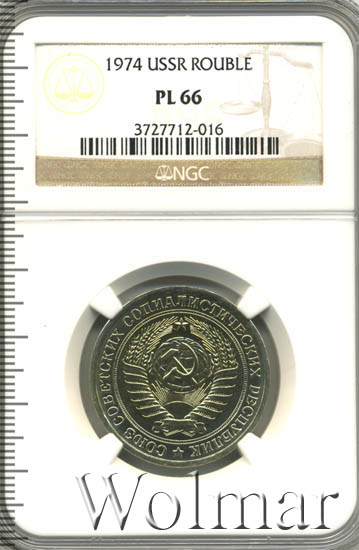 1974 USSR ROUBLE
PL 66
3727712-016
NGC
СОЮЗ СОВЕТСКИХ СОЦИАЛИСТИЧЕСКИХ РЕСПУБЛИК
Wolmar